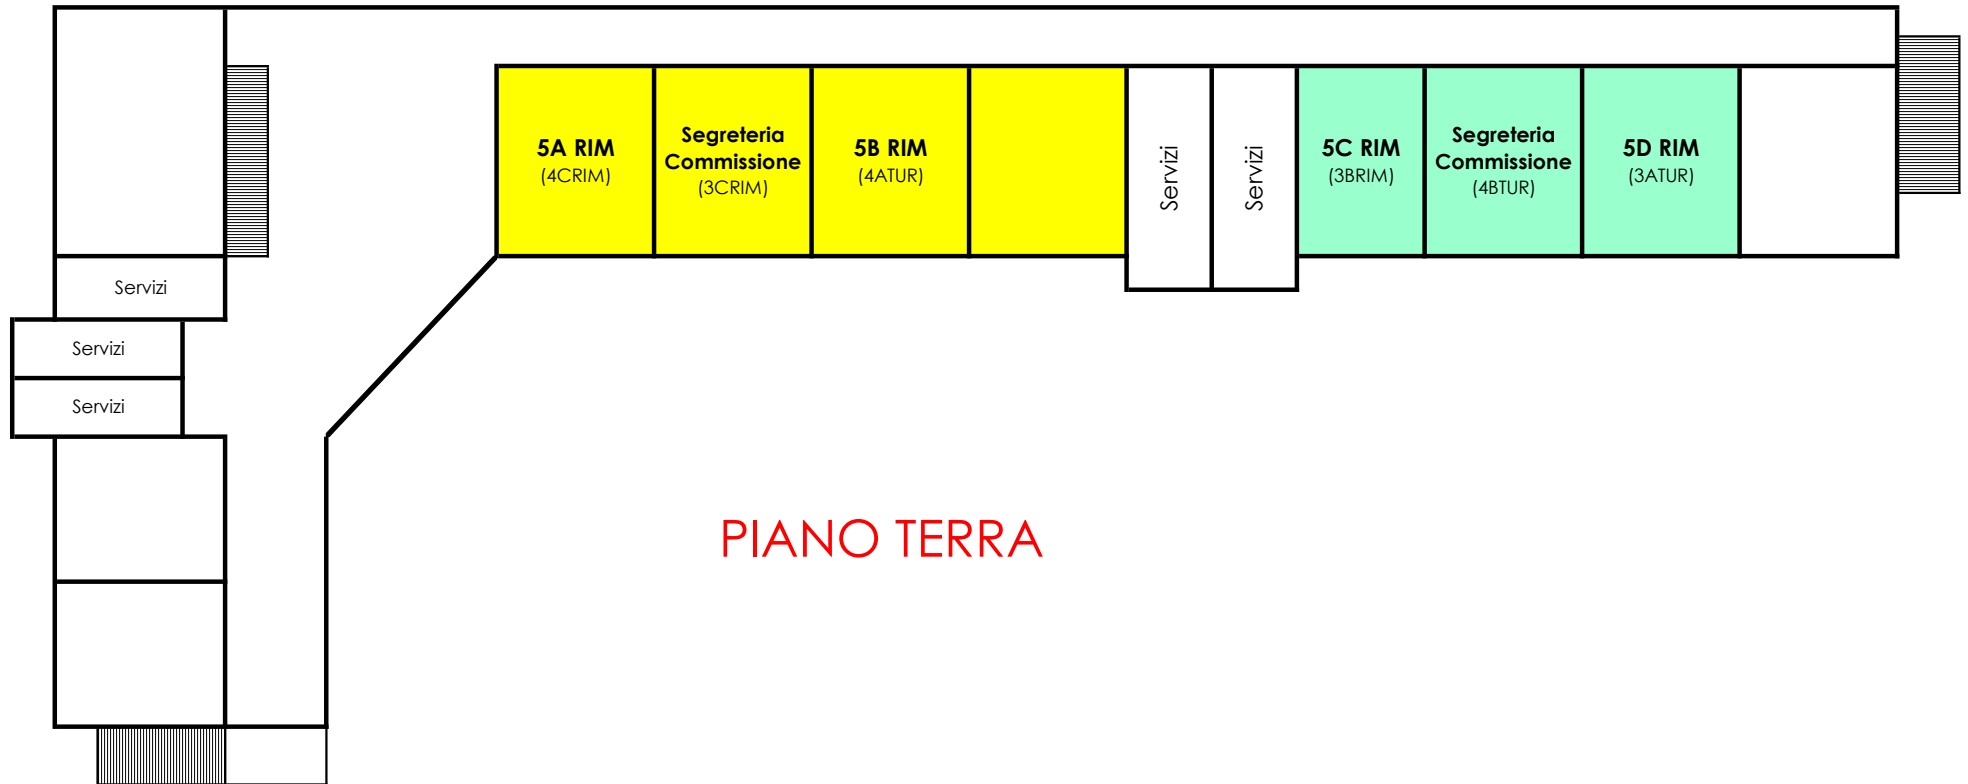 5A RIM
(4CRIM)
Segreteria
Commissione
(3CRIM)
5B RIM
(4ATUR)
Servizi
Servizi
5C RIM
(3BRIM)
Segreteria
Commissione
(4BTUR)
5D RIM
(3ATUR)
Servizi
Servizi
Servizi
PIANO TERRA